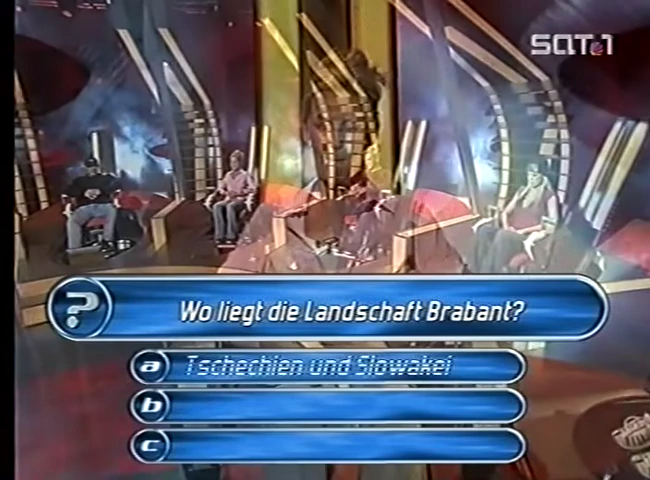 SAT.1
?
Wo liegt die Landschaft Brabant?
a Tschechien und Slowakei
b
c